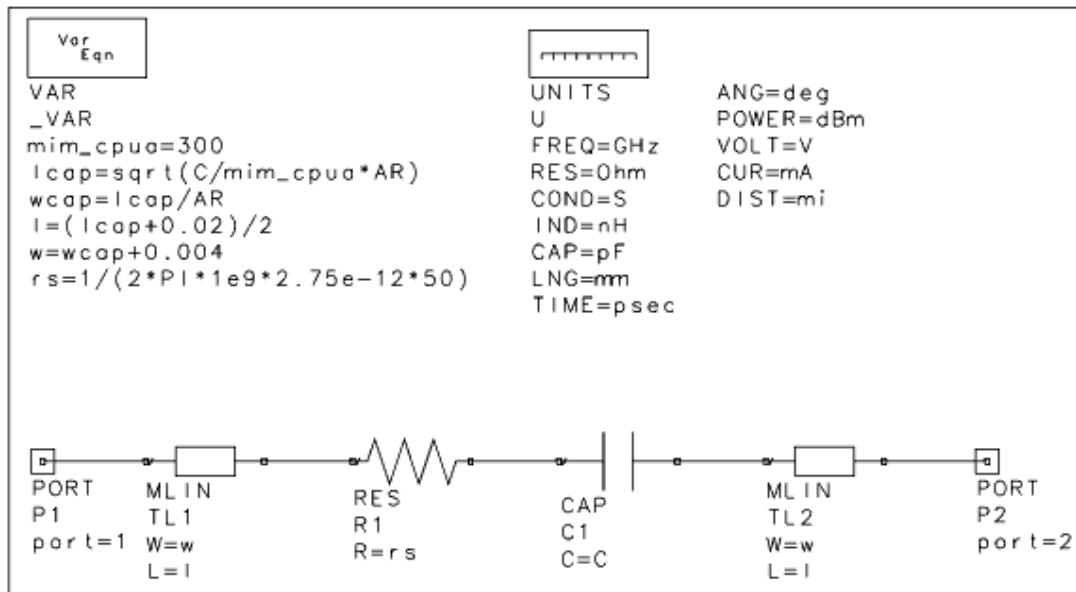 Var
Eqn
VAR
_VAR
mim_cpua=300
lcap=sqrt(C/mim_cpua*AR)
wcap=lcap/AR
l=(lcap+0.02)/2
w=wcap+0.004
rs=1/(2*PI*1e9*2.75e-12*50)
UNITS
U
FREQ=GHz
RES=Ohm
COND=S
IND=nH
CAP=pF
LNG=mm
TIME=psec
ANG=deg
POWER=dBm
VOLT=V
CUR=mA
DIST=mi
PORT
P1
port=1
MLIN
TL1
W=w
L=l
RES
R1
R=rs
CAP
C1
C=C
MLIN
TL2
W=w
L=l
PORT
P2
port=2